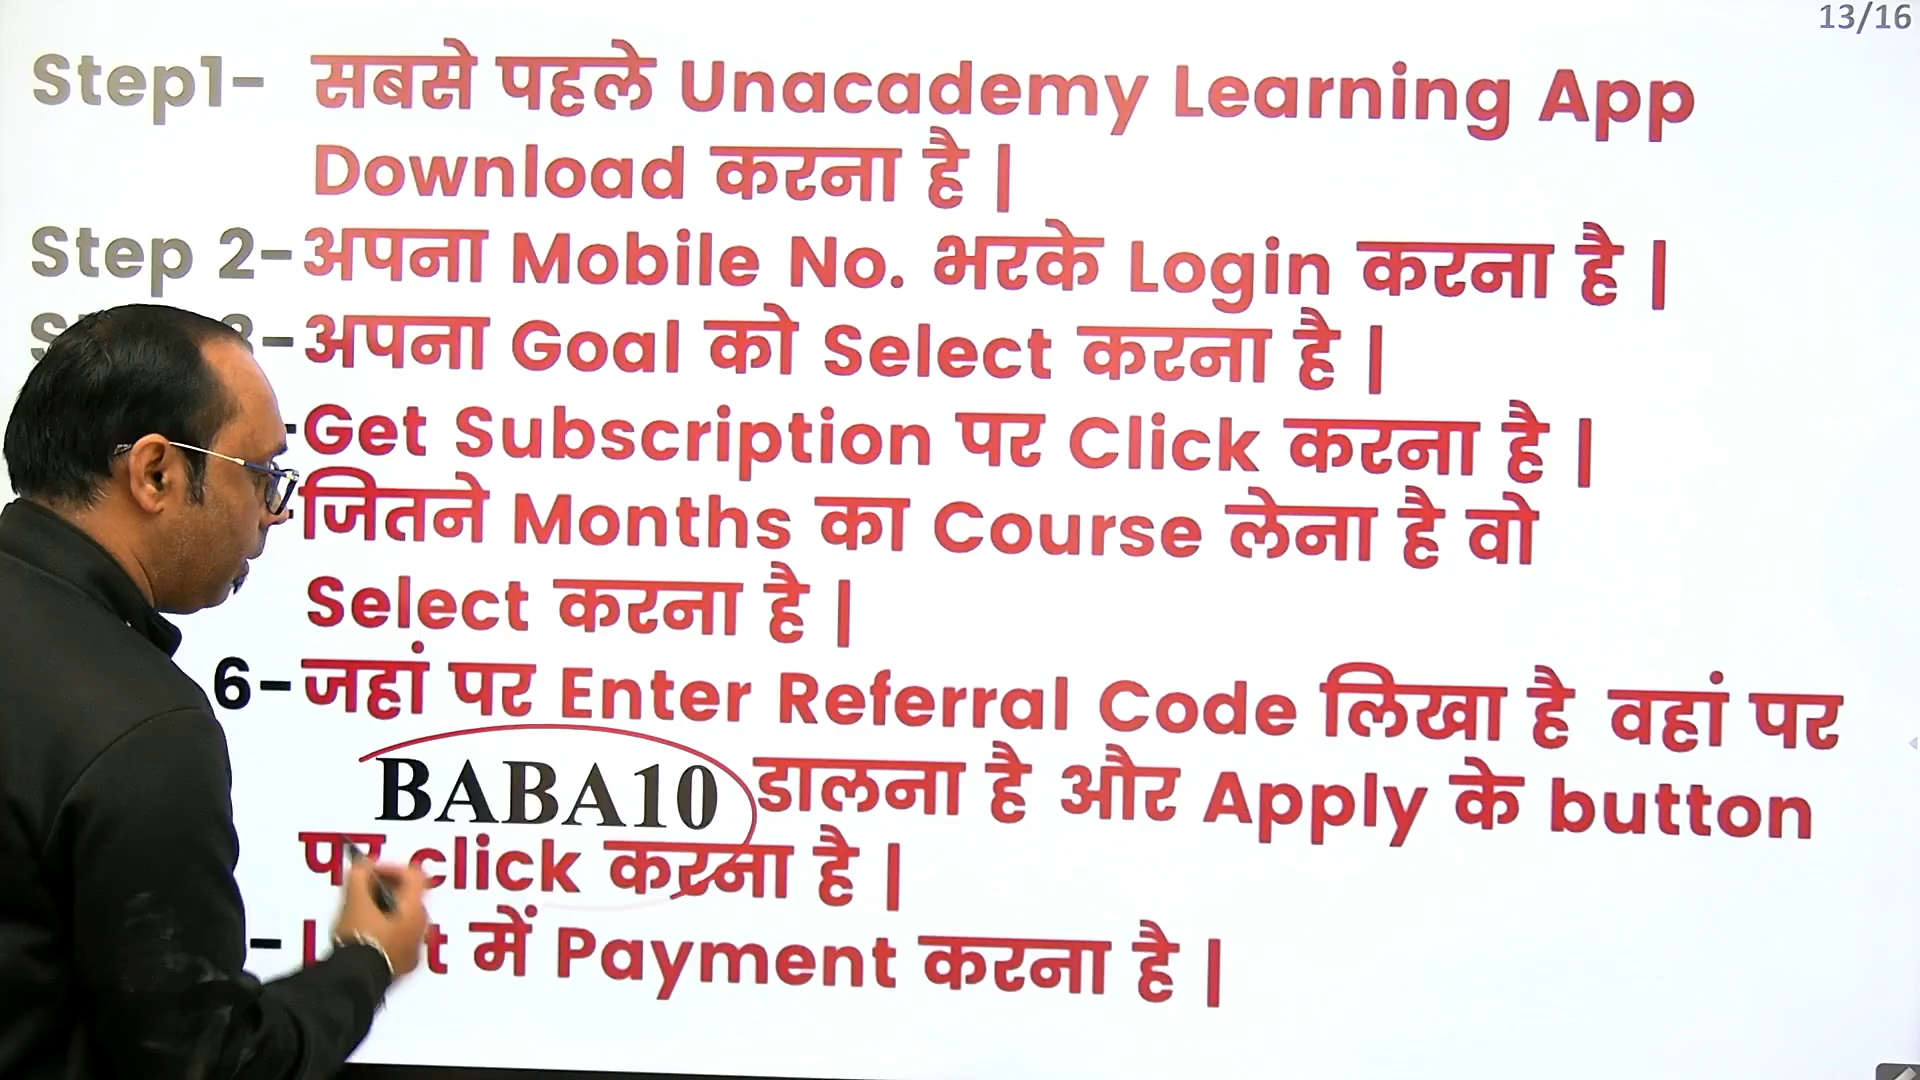 13/16
Step1- सबसे पहले Unacademy Learning App
Download करना है |
Step 2- अपना Mobile No. भरके Login करना है |
3- अपना Goal को Select करना है |
-Get Subscription पर Click करना है |
-जितने Months का Course लेना है वो
Select करना है |
6- जहां पर Enter Referral Code लिखा है वहां पर
BABA10 डालना है और Apply के button
पर click करना है |
- में Payment करना है |